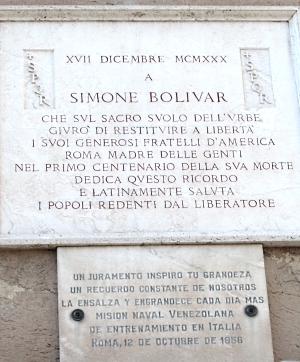 XVII DICEMBRE MCMXXX
A
SIMONE BOLIVAR
CHE SVL SACRO SVOLO DELL'VRBE
GIVRÒ DI RESTITVIRE A LIBERTÀ
I SVOI GENEROSI FRATELLI D'AMERICA
ROMA MADRE DELLE GENTI
NEL PRIMO CENTENARIO DELLA SVA MORTE
DEDICA QVESTO RICORDO
E LATINAMENTE SALVTA
I POPOLI REDENTI DAL LIBERATORE
SPQR
SPQR
UN JURAMENTO INSPIRO TU GRANDEZA
UN RECUERDO CONSTANTE DE NOSOTROS
LA ENSALZA Y ENGRANDECE CADA DIA MAS
MISION NAVAL VENEZOLANA
DE ENTRENAMIENTO EN ITALIA
ROMA, 12 DE OCTUBRE DE 1956